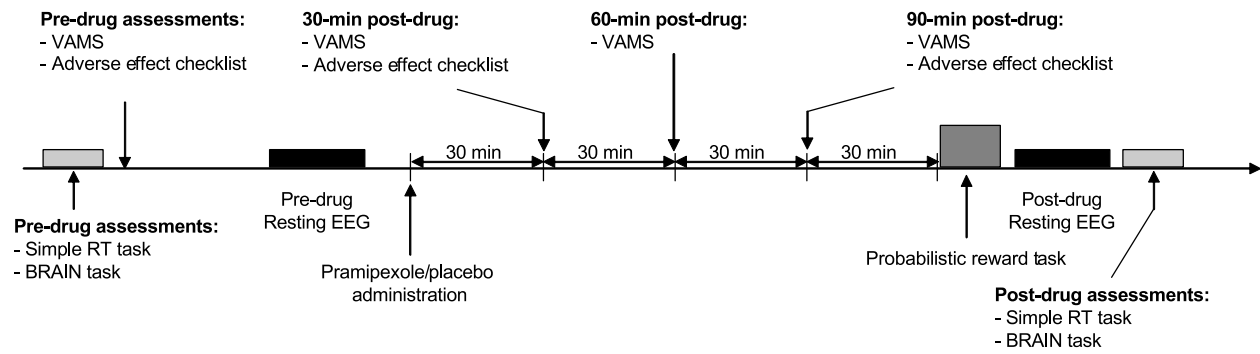 Pre-drug assessments:
- VAMS
- Adverse effect checklist
30-min post-drug:
- VAMS
- Adverse effect checklist
60-min post-drug:
- VAMS
90-min post-drug:
- VAMS
- Adverse effect checklist
30 min
30 min
30 min
30 min
Pre-drug
Resting EEG
Post-drug
Resting EEG
Pre-drug assessments:
- Simple RT task
- BRAIN task
Pramipexole/placebo
administration
Probabilistic reward task
Post-drug assessments:
- Simple RT task
- BRAIN task